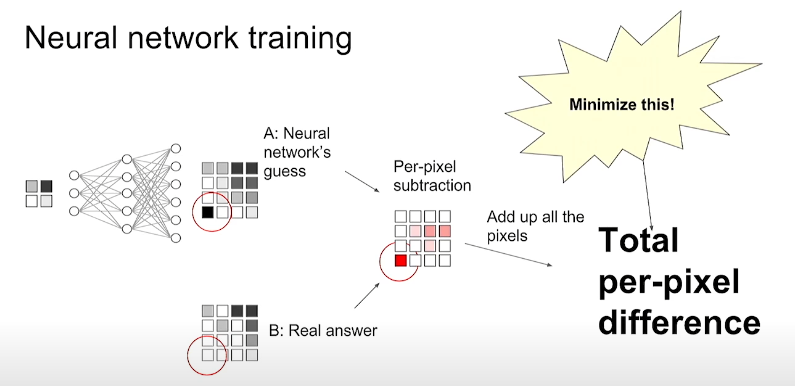 Neural network training
Minimize this!
A: Neural
network's
guess
Per-pixel
subtraction
Add up all the
pixels
Total
per-pixel
difference
B: Real answer